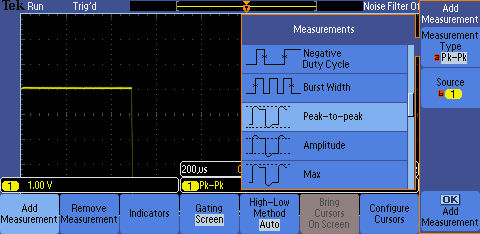 Tek
Run
Trig'd
Noise Filter Of
Add
Measurement
Measurements
Measurement
Type
a Pk-Pk
Negative
Duty Cycle
Burst Width
Source
1
Peak-to-peak
Amplitude
Max
200μs
1 1.00 V
1 Pk-Pk
OK
Add
Measurement
Add
Measurement
Remove
Measurement
Indicators
Gating
Screen
High-Low
Method
Auto
Bring
Cursors
On Screen
Configure
Cursors